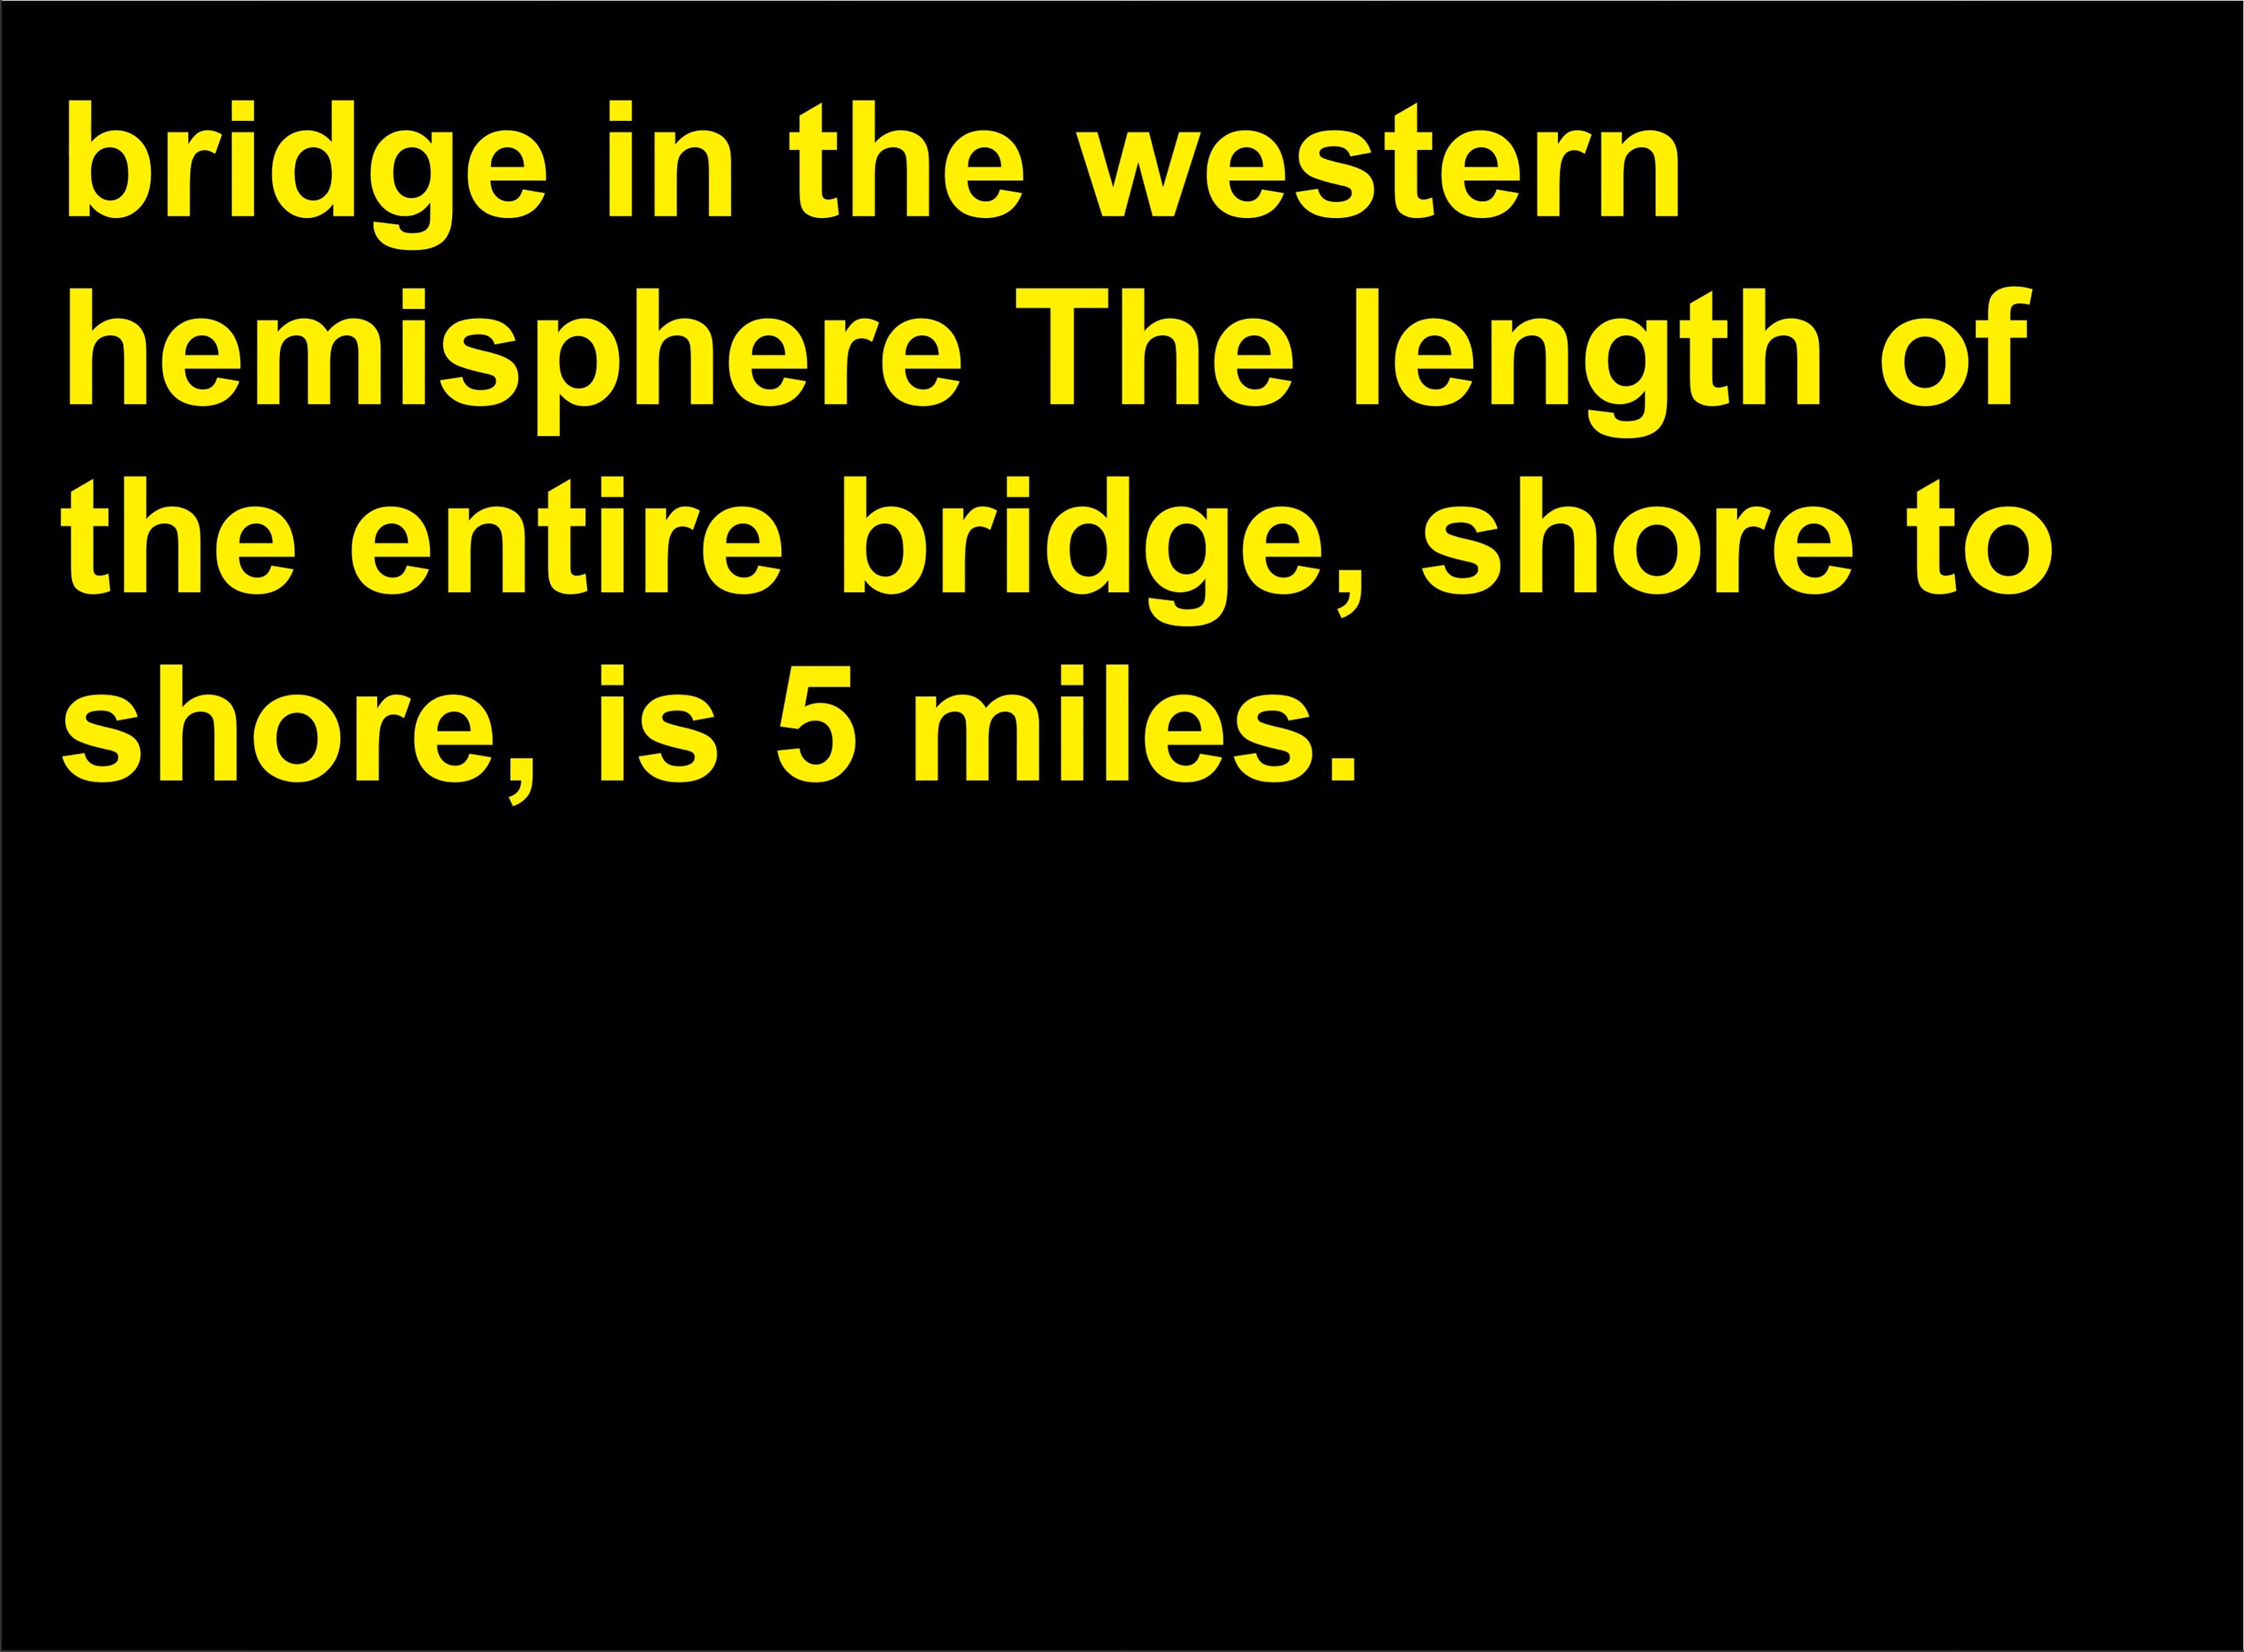 bridge in the western
hemisphere The length of
the entire bridge, shore to
shore, is 5 miles.